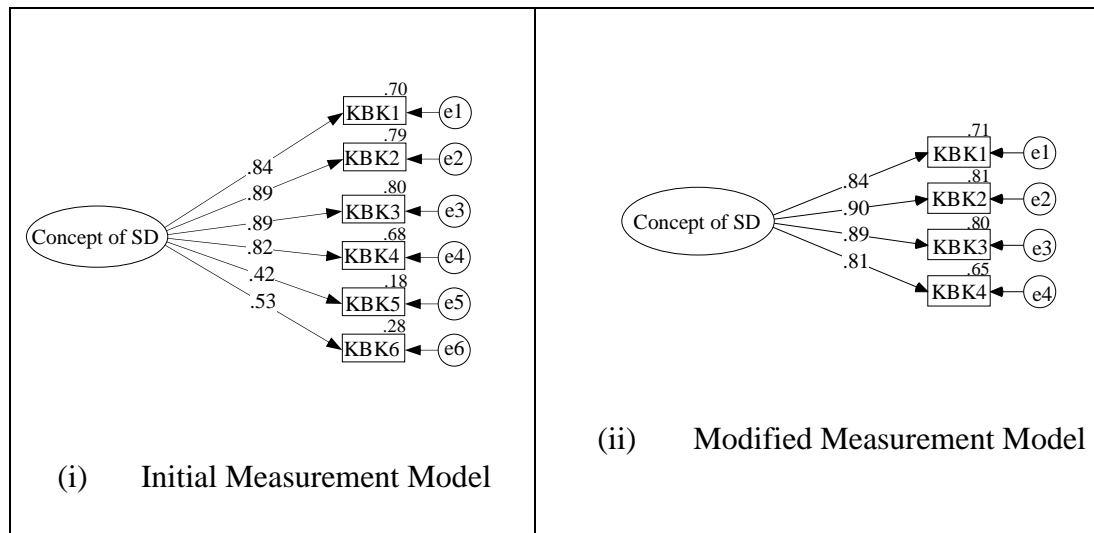 .70
KBK1 e1
.79
KBK2 e2
.84
.89
.80
KBK3 e3
.89
Concept of SD
.68
.82
KBK4 e4
.42
.18
.53
KBK5 e5
.28
KBK6 e6
(i) Initial Measurement Model
.71
KBK1 e1
.84
.81
KBK2 e2
.90
Concept of SD
.80
.89
KBK3 e3
.81
.65
KBK4 e4
(ii) Modified Measurement Model